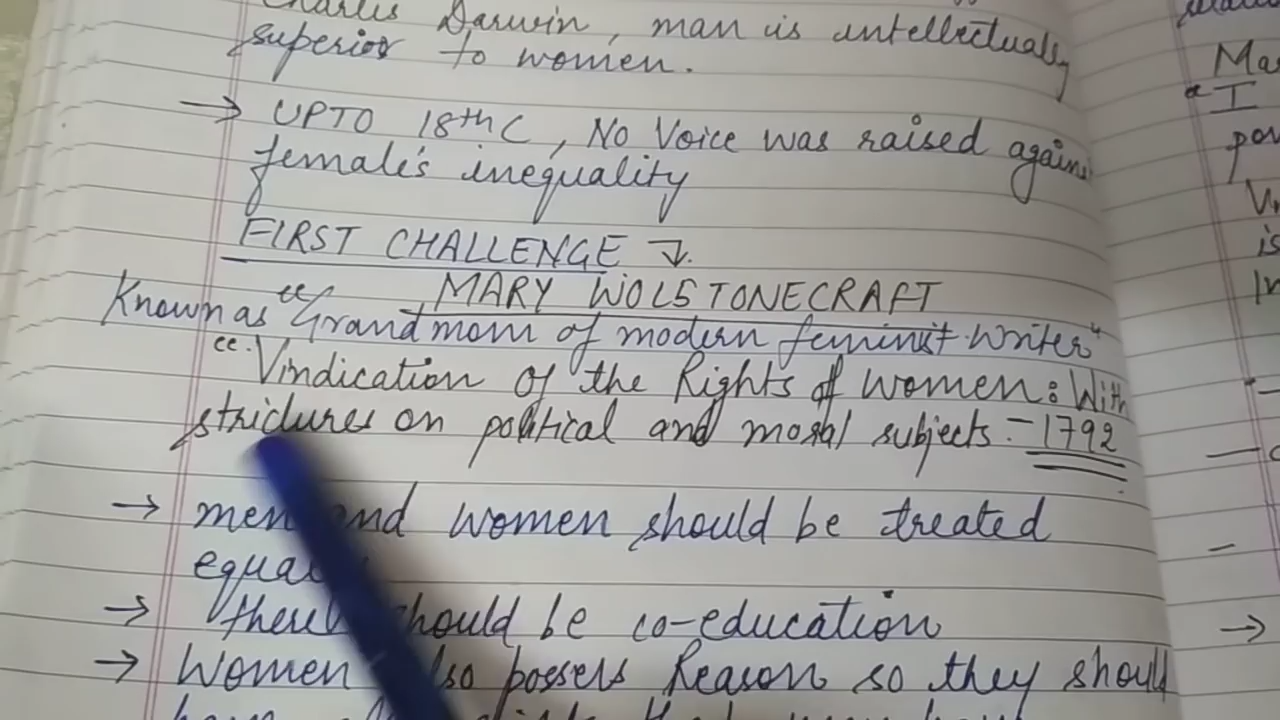 Charles Darwin, man is intellectually
superior to women.
→ UPTO 18th C, No Voice was raised against
female's inequality
FIRST CHALLENGE ↓.
MARY WOLSTONECRAFT
Known as "Grand mom of modern feminist writer"
"Vindication of the Rights of Women: With
strictures on political and moral subjects - 1792
→ men and women should be treated
equal
→ there should be co-education
→ Women also possess Reason so they should